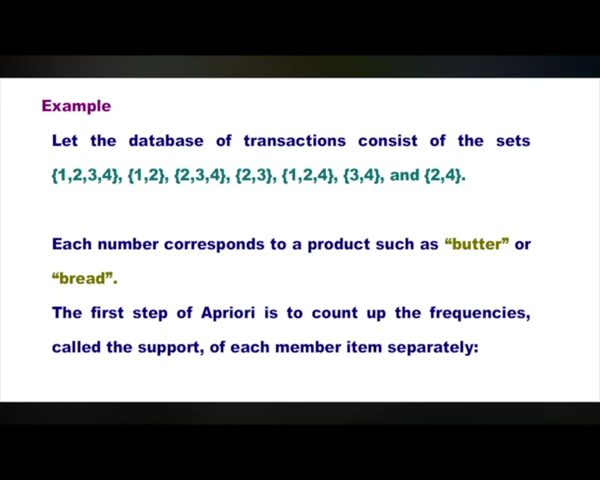 Example
Let the database of transactions consist of the sets
{1,2,3,4}, {1,2}, {2,3,4}, {2,3}, {1,2,4}, {3,4}, and {2,4}.
Each number corresponds to a product such as “butter” or
“bread”.
The first step of Apriori is to count up the frequencies,
called the support, of each member item separately: